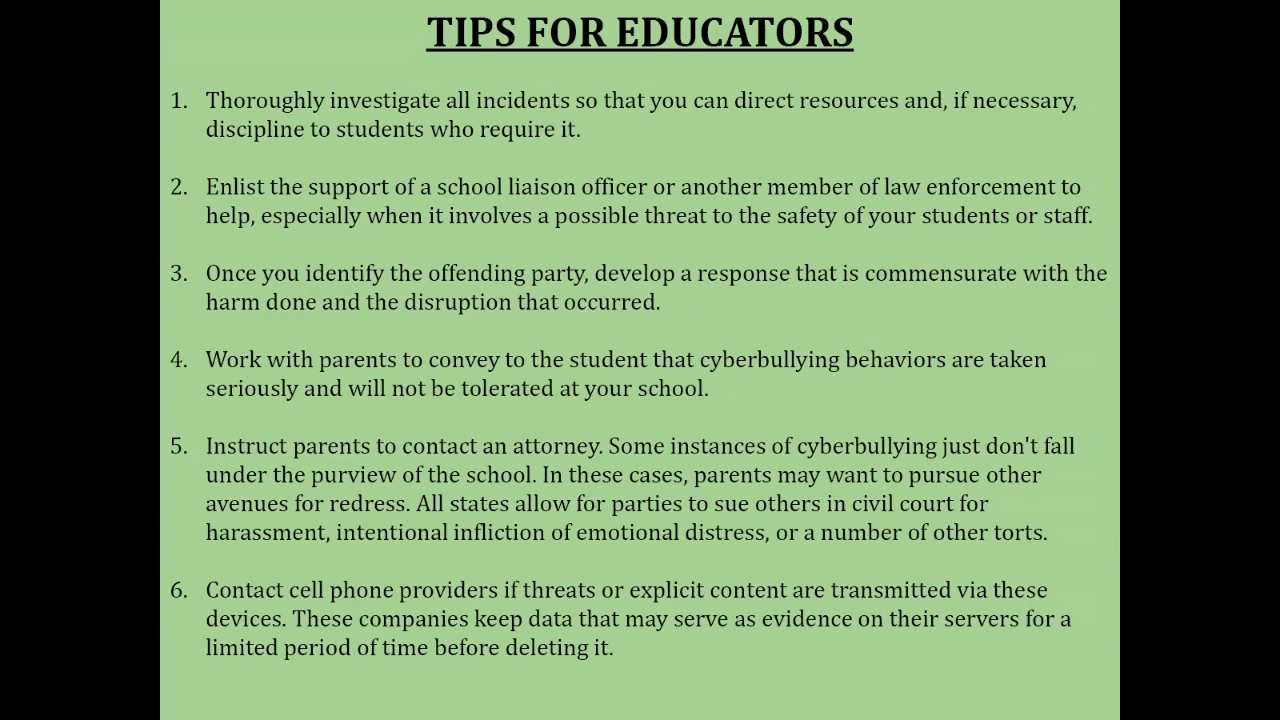 TIPS FOR EDUCATORS
1. Thoroughly investigate all incidents so that you can direct resources and, if necessary,
discipline to students who require it.
2. Enlist the support of a school liaison officer or another member of law enforcement to
help, especially when it involves a possible threat to the safety of your students or staff.
3. Once you identify the offending party, develop a response that is commensurate with the
harm done and the disruption that occurred.
4. Work with parents to convey to the student that cyberbullying behaviors are taken
seriously and will not be tolerated at your school.
5. Instruct parents to contact an attorney. Some instances of cyberbullying just don't fall
under the purview of the school. In these cases, parents may want to pursue other
avenues for redress. All states allow for parties to sue others in civil court for
harassment, intentional infliction of emotional distress, or a number of other torts.
6. Contact cell phone providers if threats or explicit content are transmitted via these
devices. These companies keep data that may serve as evidence on their servers for a
limited period of time before deleting it.